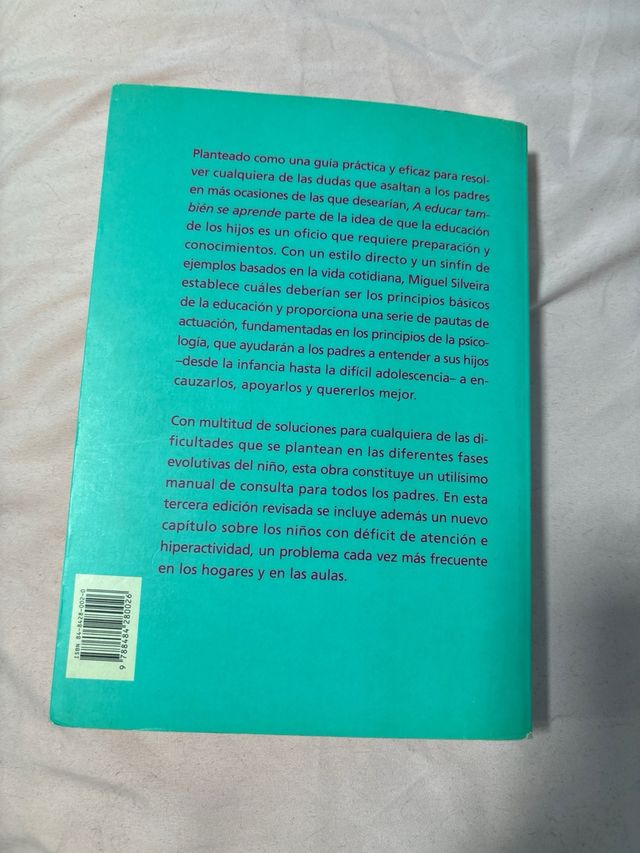 Planteado como una guía práctica y eficaz para resol-
ver cualquiera de las dudas que asaltan a los padres
en más ocasiones de las que desearían, A educar tam-
bién se aprende parte de la idea de que la educación
de los hijos es un oficio que requiere preparación y
conocimientos. Con un estilo directo y un sinfín de
ejemplos basados en la vida cotidiana, Miguel Silveira
establece cuáles deberían ser los principios básicos
de la educación y proporciona una serie de pautas de
actuación, fundamentadas en los principios de la psico-
logía, que ayudarán a los padres a entender a sus hijos
–desde la infancia hasta la difícil adolescencia– a en-
cauzarlos, apoyarlos y quererlos mejor.
Con multitud de soluciones para cualquiera de las di-
ficultades que se plantean en las diferentes fases
evolutivas del niño, esta obra constituye un utilísimo
manual de consulta para todos los padres. En esta
tercera edición revisada se incluye además un nuevo
capítulo sobre los niños con déficit de atención e
hiperactividad, un problema cada vez más frecuente
en los hogares y en las aulas.
ISBN 84-8428-002-0
9 788484 280026